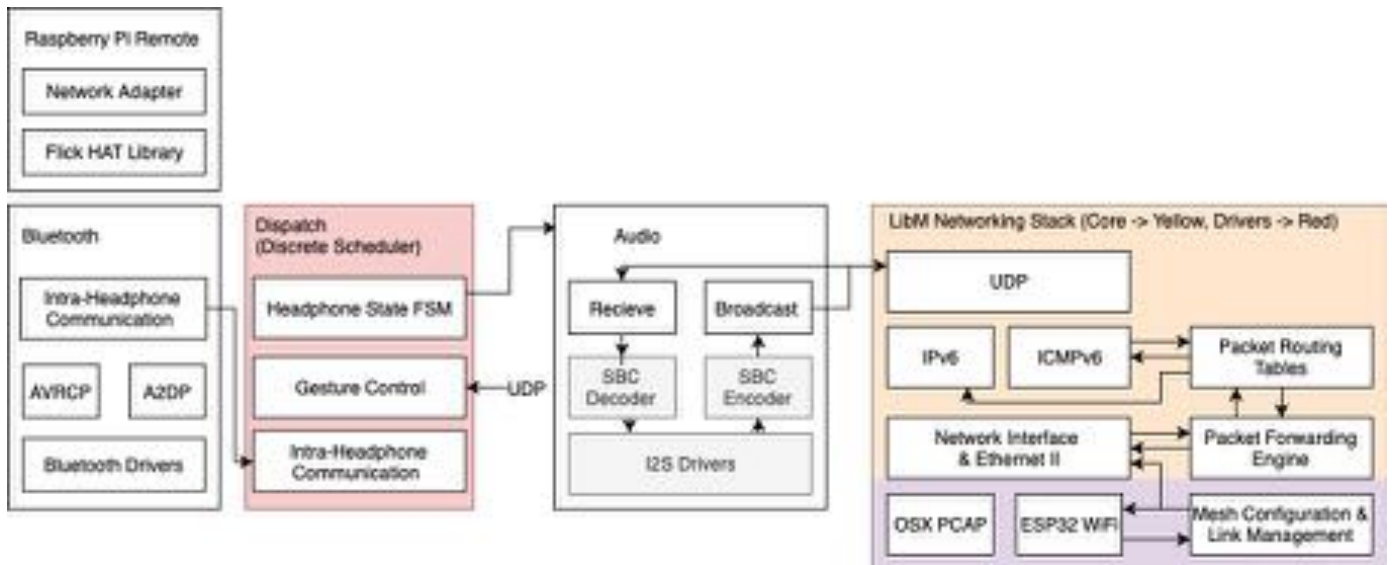 Raspberry PI Remote
Network Adapter
Flick HAT Library
Bluetooth
Intra-Headphone
Communication
AVRCP
A2DP
Bluetooth Drivers
Dispatch
(Discrete Scheduler)
Headphone State FSM
Gesture Control
Intra-Headphone
Communication
UDP
Audio
Recieve
Broadcast
SBC
Decoder
SBC
Encoder
I2S Drivers
LibM Networking Stack (Core -> Yellow, Drivers -> Red)
UDP
IPv6
ICMPv6
Packet Routing
Tables
Network Interface
& Ethernet II
Packet Forwarding
Engine
OSX PCAP
ESP32 WiFi
Mesh Configuration &
Link Management